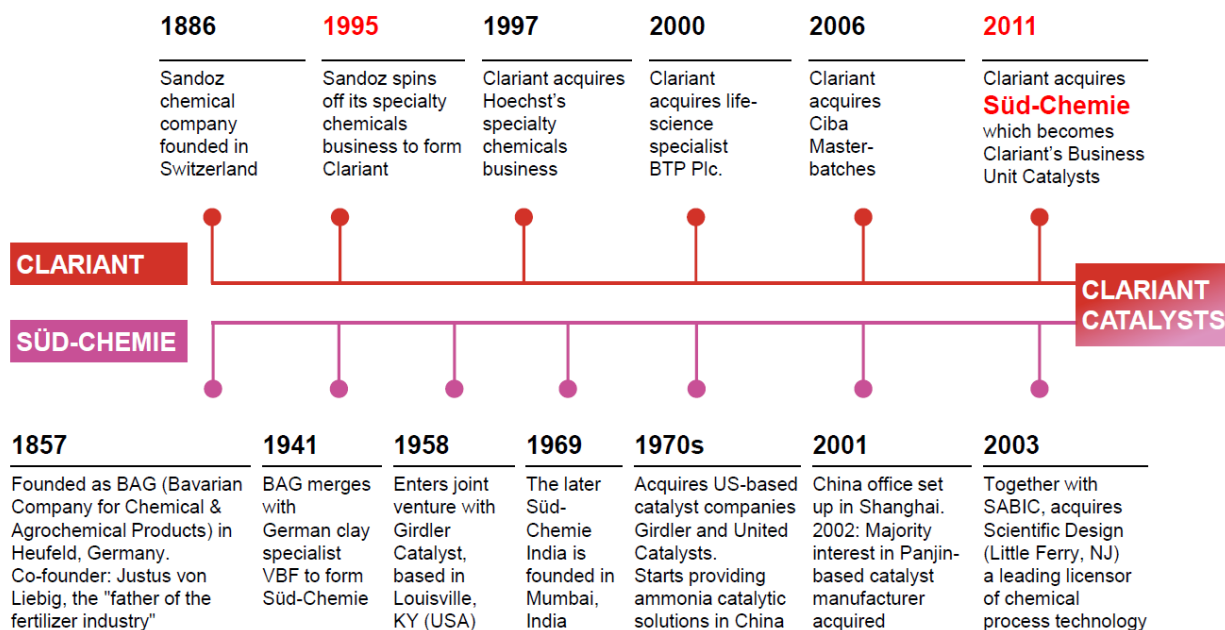 1886
Sandoz
chemical
company
founded in
Switzerland
1995
Sandoz spins
off its specialty
chemicals
business to form
Clariant
1997
Clariant acquires
Hoechst's
specialty
chemicals
business
2000
Clariant
acquires life-
science
specialist
BTP Plc.
2006
Clariant
acquires
Ciba
Master-
batches
2011
Clariant acquires
Süd-Chemie
which becomes
Clariant's Business
Unit Catalysts
CLARIANT
SÜD-CHEMIE
CLARIANT
CATALYSTS
1857
Founded as BAG (Bavarian
Company for Chemical &
Agrochemical Products) in
Heufeld, Germany.
Co-founder: Justus von
Liebig, the "father of the
fertilizer industry"
1941
BAG merges
with
German clay
specialist
VBF to form
Süd-Chemie
1958
Enters joint
venture with
Girdler
Catalyst,
based in
Louisville,
KY (USA)
1969
The later
Süd-
Chemie
India is
founded in
Mumbai,
India
1970s
Acquires US-based
catalyst companies
Girdler and United
Catalysts.
Starts providing
ammonia catalytic
solutions in China
2001
China office set
up in Shanghai.
2002: Majority
interest in Panjin-
based catalyst
manufacturer
acquired
2003
Together with
SABIC, acquires
Scientific Design
(Little Ferry, NJ)
a leading licensor
of chemical
process technology